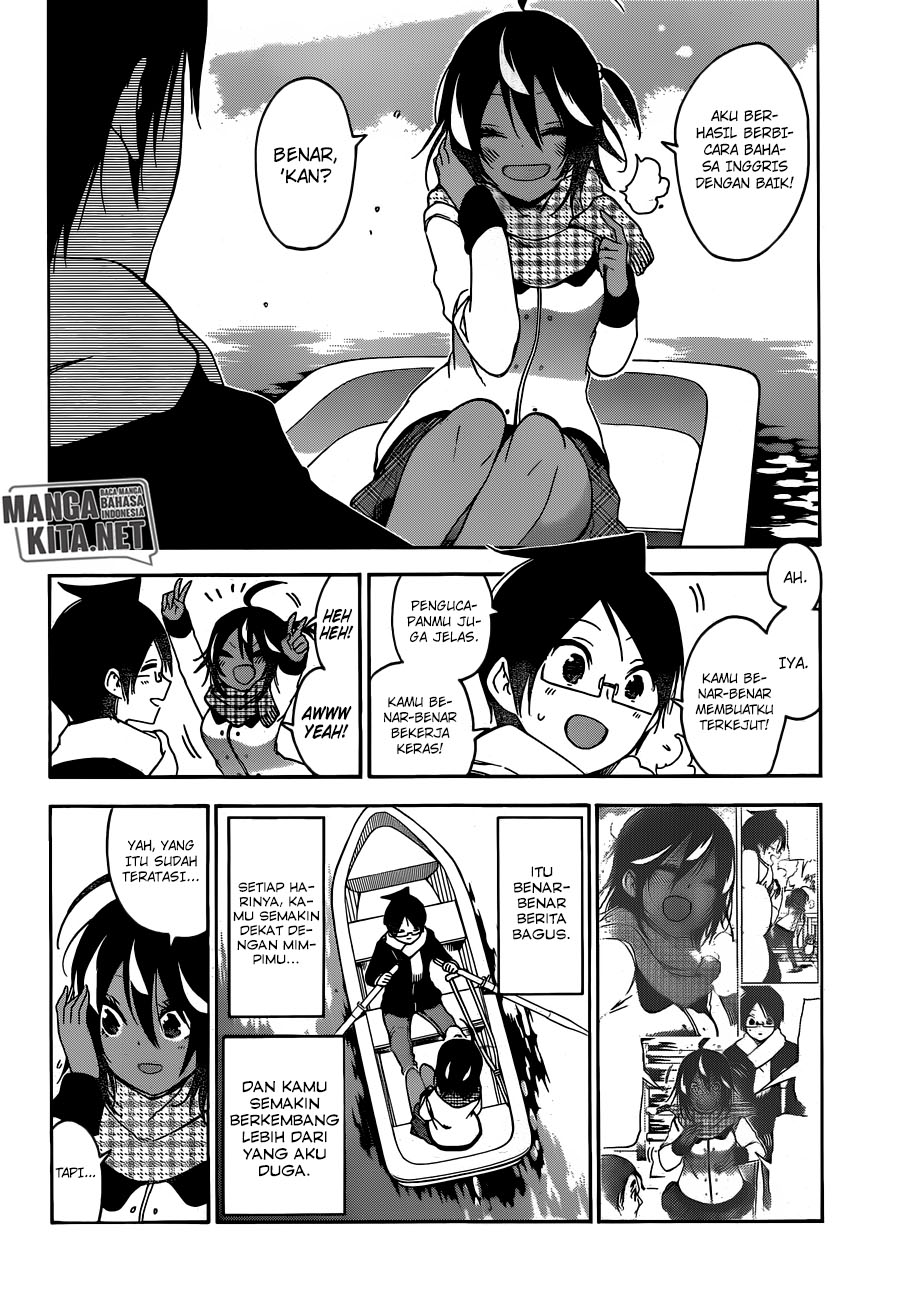 AKU BER-
HASIL BERBI-
CARA BAHA-
SA INGGRIS
DENGAN BAIK!
BENAR,
'KAN?
MANGA
BACA MANGA
BAHASA
INDONESIA
KITA.NET
AH.
IYA.
KAMU BE-
NAR-BENAR
MEMBUATKU
TERKEJUT!
PENGUCA-
PANMU JU-
GA JELAS.
KAMU BE-
NAR-BENAR
BEKERJA
KERAS!
HEH
HEH!
AWWW
YEAH!
ITU
BENAR-
BENAR
BERITA
BAGUS.
SETIAP HA-
RINYA, KA-
MU SEMAKIN
DEKAT DE-
NGAN MIM-
PIMU...
DAN KAMU
SEMAKIN
BERKEMBANG
LEBIH DARI
YANG AKU
DUGA.
YAH, YANG
ITU SUDAH
TERATASI...
TAPI...